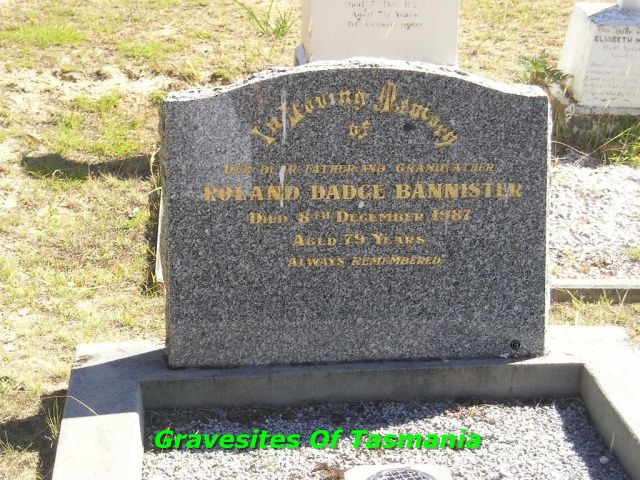 In Loving Memory
of
OUR DEAR FATHER AND GRANDFATHER
ROLAND DADGE BANNISTER
DIED 8TH DECEMBER 1987
AGED 79 YEARS
ALWAYS REMEMBERED
ELIABETH
Gravesites Of Tasmania